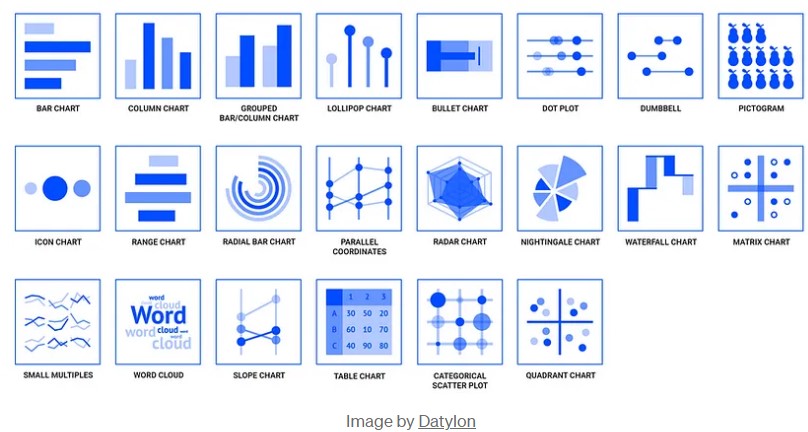 BAR CHART
COLUMN CHART
GROUPED
BAR/COLUMN CHART
LOLLIPOP CHART
BULLET CHART
DOT PLOT
DUMBBELL
PICTOGRAM
ICON CHART
RANGE CHART
RADIAL BAR CHART
PARALLEL
COORDINATES
RADAR CHART
NIGHTINGALE CHART
WATERFALL CHART
MATRIX CHART
word
cloud
Word
word cloud word
cloud
1 2 3
A 30 50 20
B 60 10 70
C 40 90 80
SMALL MULTIPLES
WORD CLOUD
SLOPE CHART
TABLE CHART
CATEGORICAL
SCATTER PLOT
QUADRANT CHART
Image by Datylon